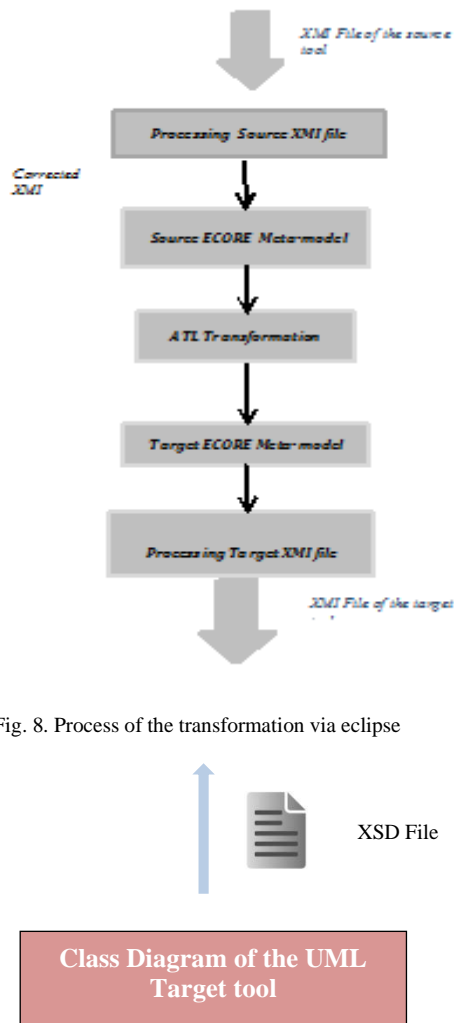 XMI File of the source
tool
Processing Source XMI file
Corrected
XMI
Source ECORE Meta-model
ATL Transformation
Target ECORE Meta-model
Processing Target XMI file
XMI File of the target
Fig. 8. Process of the transformation via eclipse
XSD File
Class Diagram of the UML
Target tool